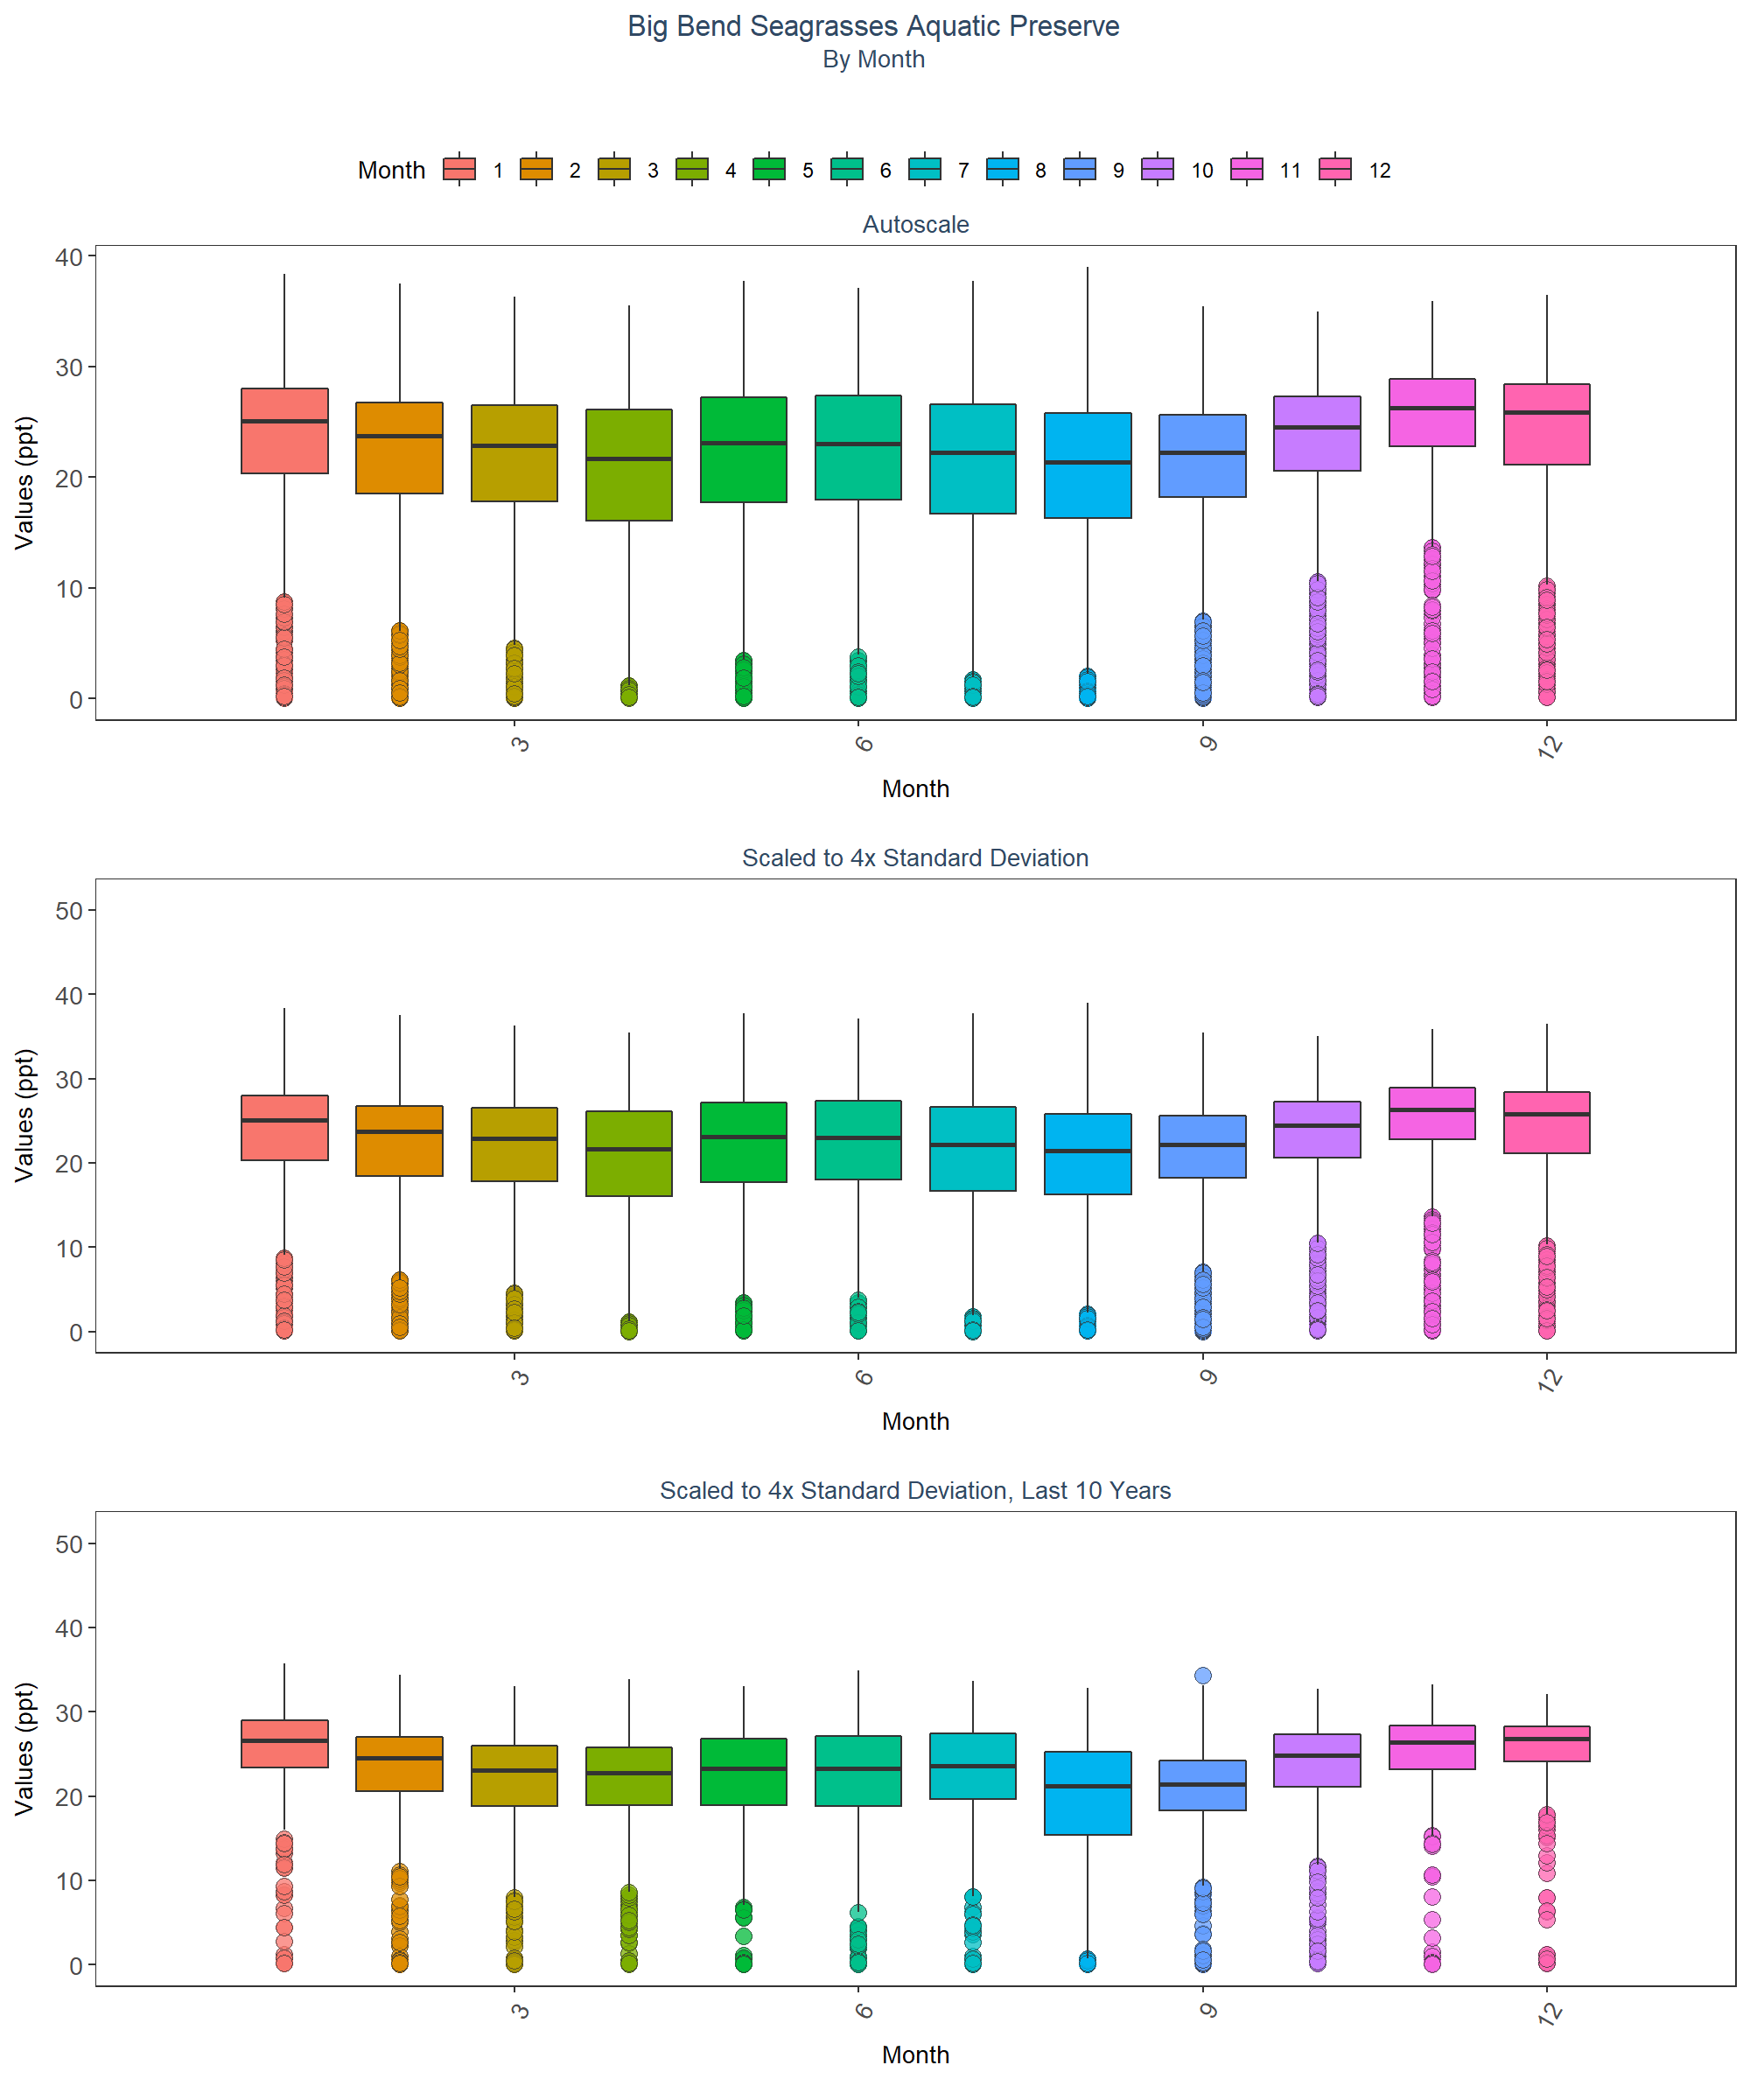 Big Bend Seagrasses Aquatic Preserve
By Month
Month 1 2 3 4 5 6 7 8 9 10 11 12
Autoscale
Values (ppt)
40
30
20
10
0
3 6 9 12
Month
Scaled to 4x Standard Deviation
Values (ppt)
50
40
30
20
10
0
3 6 9 12
Month
Scaled to 4x Standard Deviation, Last 10 Years
Values (ppt)
50
40
30
20
10
0
3 6 9 12
Month